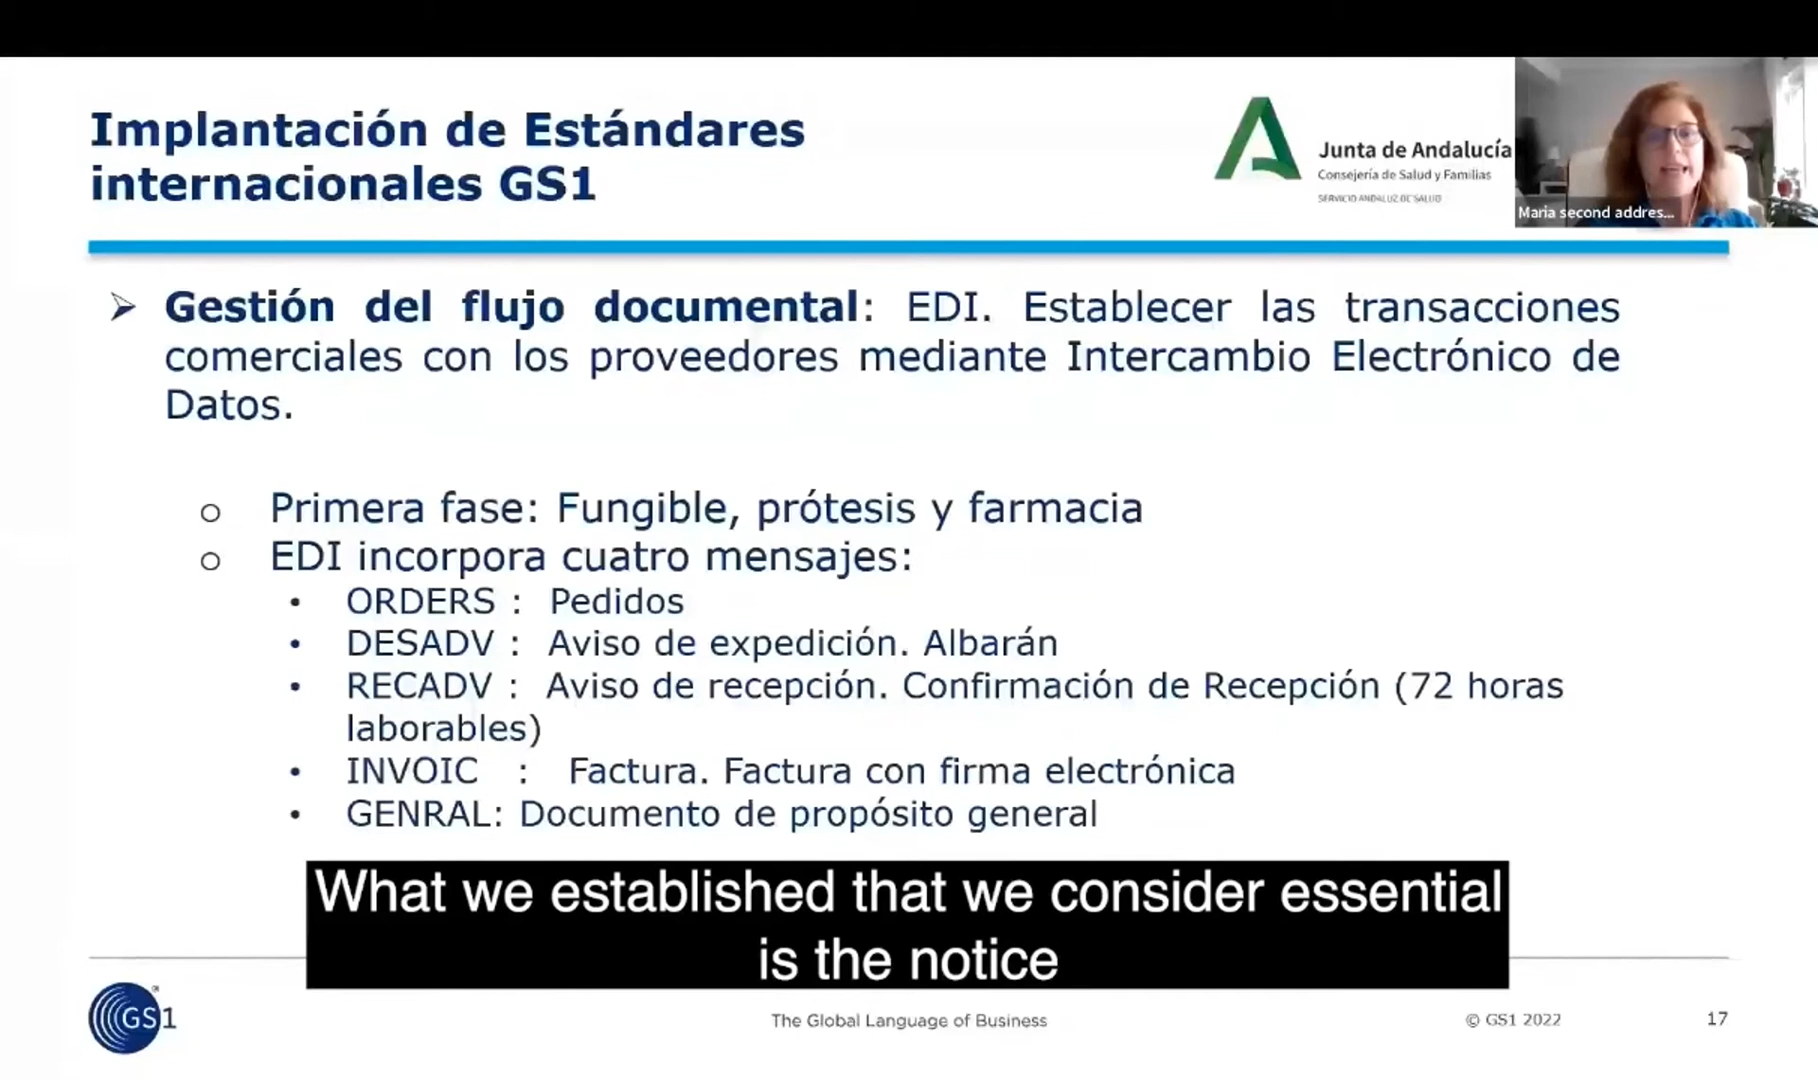 Implantación de Estándares
internacionales GS1
Junta de Andalucía
Consejería de Salud y Familias
SERVICIO ANDALUZ DE SALUD
Maria second addres...
Gestión del flujo documental: EDI. Establecer las transacciones
comerciales con los proveedores mediante Intercambio Electrónico de
Datos.
o Primera fase: Fungible, prótesis y farmacia
o EDI incorpora cuatro mensajes:
• ORDERS : Pedidos
• DESADV : Aviso de expedición. Albarán
• RECADV : Aviso de recepción. Confirmación de Recepción (72 horas
laborables)
• INVOIC : Factura. Factura con firma electrónica
• GENRAL: Documento de propósito general
What we established that we consider essential
is the notice
GS1
The Global Language of Business
© GS1 2022
17